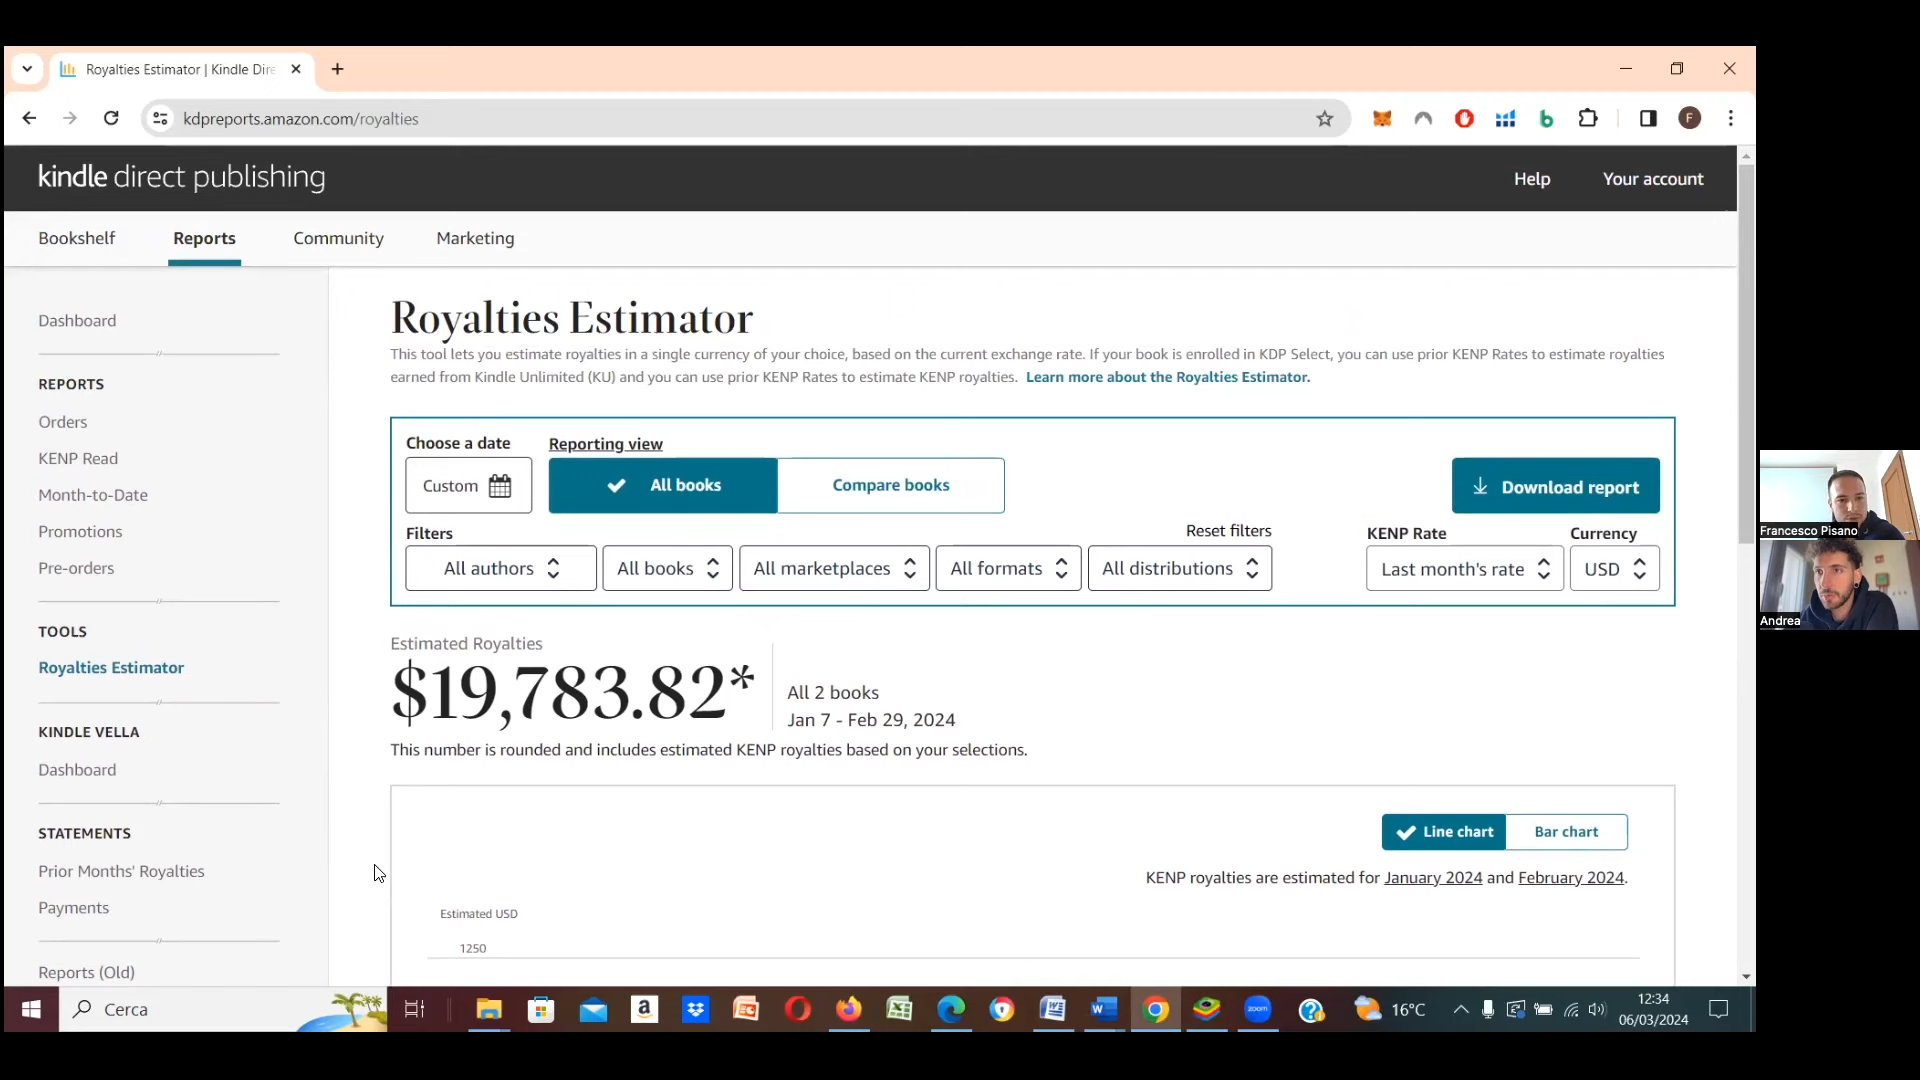 Royalties Estimator | Kindle Dire
kdpreports.amazon.com/royalties
F
kindle direct publishing
Help
Your account
Bookshelf
Reports
Community
Marketing
Dashboard
REPORTS
Orders
KENP Read
Month-to-Date
Promotions
Pre-orders
TOOLS
Royalties Estimator
KINDLE VELLA
Dashboard
STATEMENTS
Prior Months' Royalties
Payments
Reports (Old)
Royalties Estimator
This tool lets you estimate royalties in a single currency of your choice, based on the current exchange rate. If your book is enrolled in KDP Select, you can use prior KENP Rates to estimate royalties
earned from Kindle Unlimited (KU) and you can use prior KENP Rates to estimate KENP royalties. Learn more about the Royalties Estimator.
Choose a date
Reporting view
Custom
All books
Compare books
Download report
Filters
Reset filters
KENP Rate
Currency
All authors
All books
All marketplaces
All formats
All distributions
Last month's rate
USD
Estimated Royalties
$19,783.82*
All 2 books
Jan 7 - Feb 29, 2024
This number is rounded and includes estimated KENP royalties based on your selections.
Line chart
Bar chart
KENP royalties are estimated for January 2024 and February 2024.
Estimated USD
1250
Francesco Pisano
Andrea
Cerca
16°C
12:34
06/03/2024